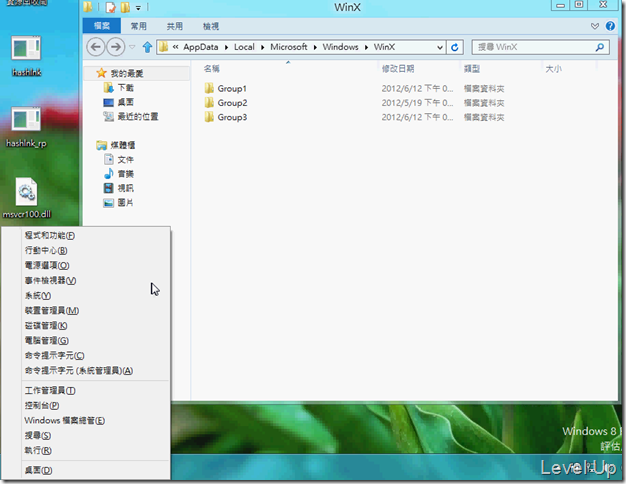 WinX
檔案 常用 共用 檢視
« AppData Local Microsoft Windows WinX
搜尋 WinX
我的最愛
下載
桌面
最近的位置
媒體櫃
文件
音樂
視訊
圖片
名稱 修改日期 類型 大小
Group1 2012/6/12 下午 0... 檔案資料夾
Group2 2012/5/19 下午 0... 檔案資料夾
Group3 2012/6/12 下午 0... 檔案資料夾
hashlnk
hashlnk_rp
msvcr100.dll
程式和功能(F)
行動中心(B)
電源選項(O)
事件檢視器(V)
系統(Y)
裝置管理員(M)
磁碟管理(K)
電腦管理(G)
命令提示字元(C)
命令提示字元 (系統管理員)(A)
工作管理員(T)
控制台(P)
Windows 檔案總管(E)
搜尋(S)
執行(R)
桌面(D)
Windows 8
評估
Level Up